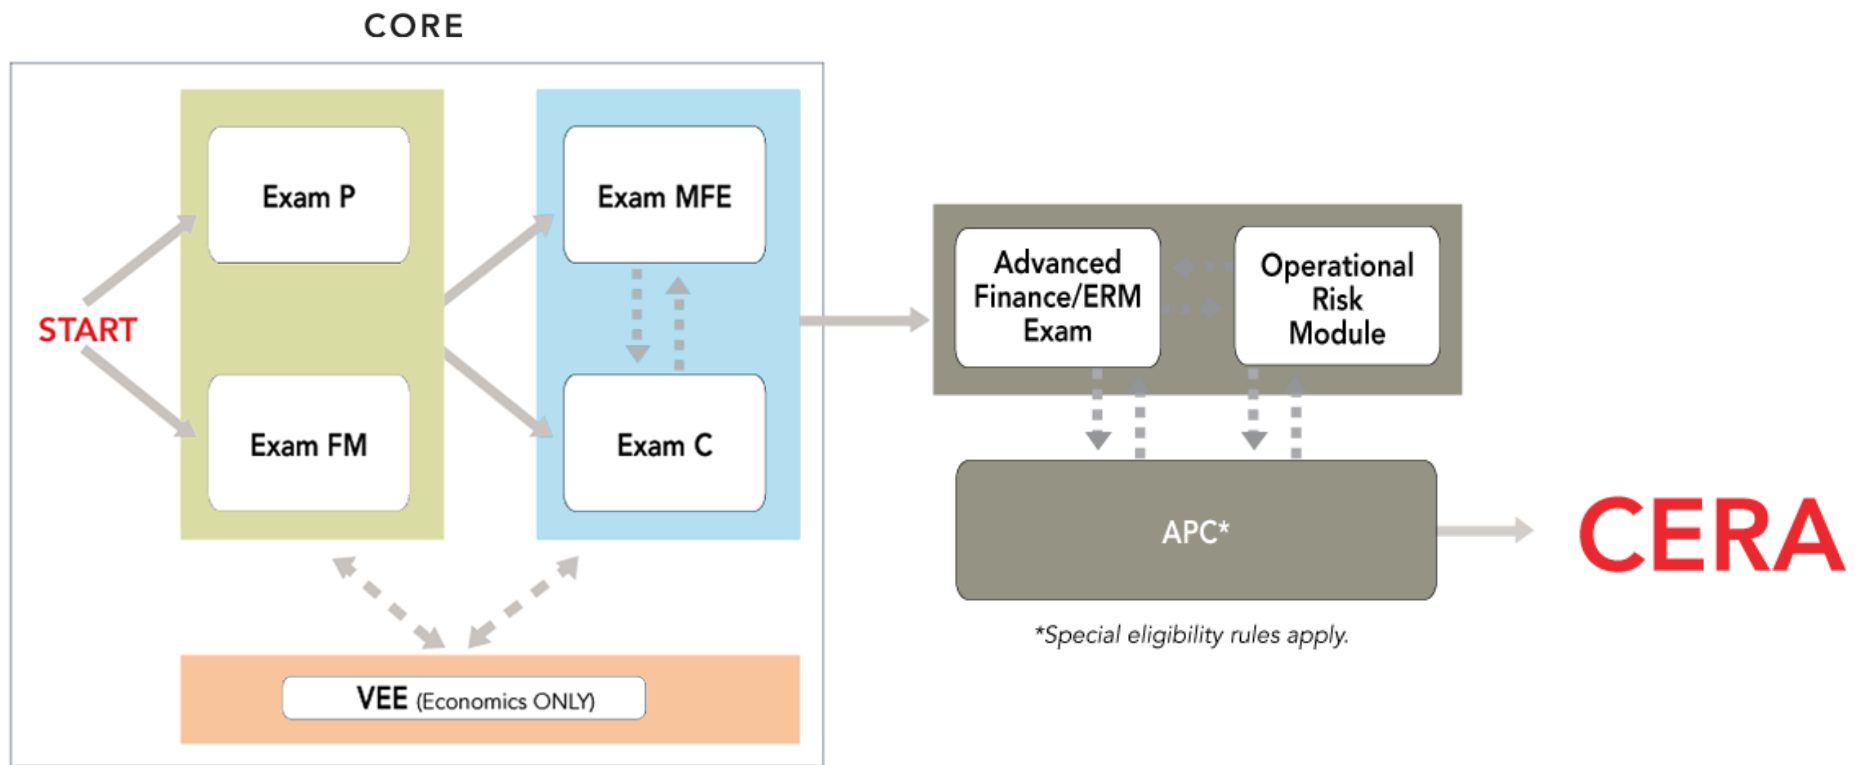 CORE
START
Exam P
Exam FM
Exam MFE
Exam C
VEE (Economics ONLY)
Advanced
Finance/ERM
Exam
Operational
Risk
Module
APC*
*Special eligibility rules apply.
CERA